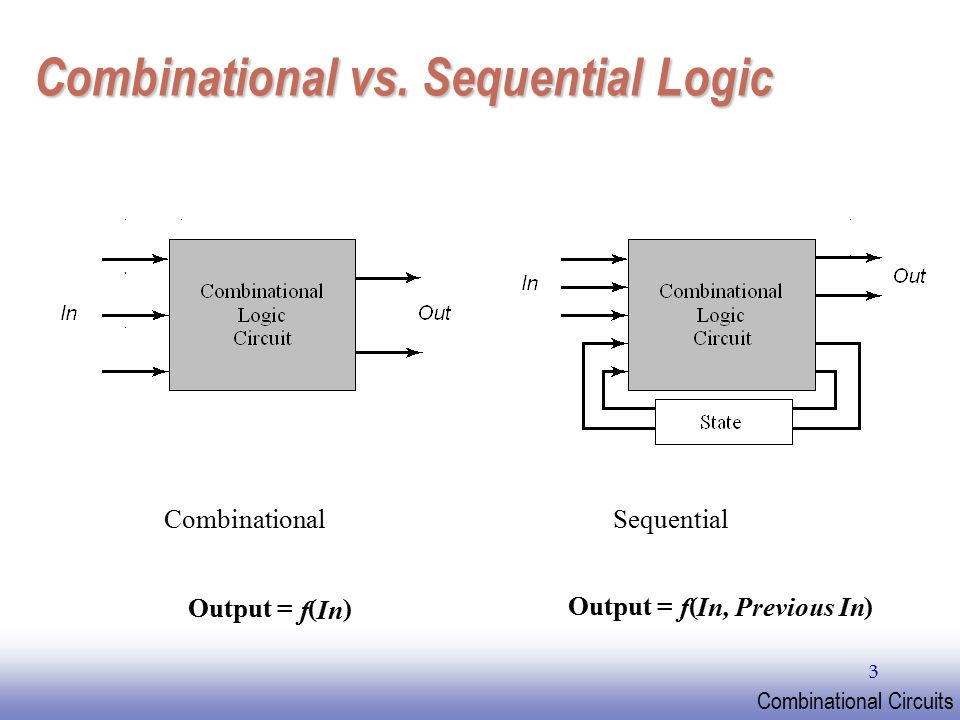 Combinational vs. Sequential Logic
In
Combinational
Logic
Circuit
Out
In
Combinational
Logic
Circuit
Out
State
Combinational
Sequential
Output = f(In)
Output = f(In, Previous In)
3
Combinational Circuits